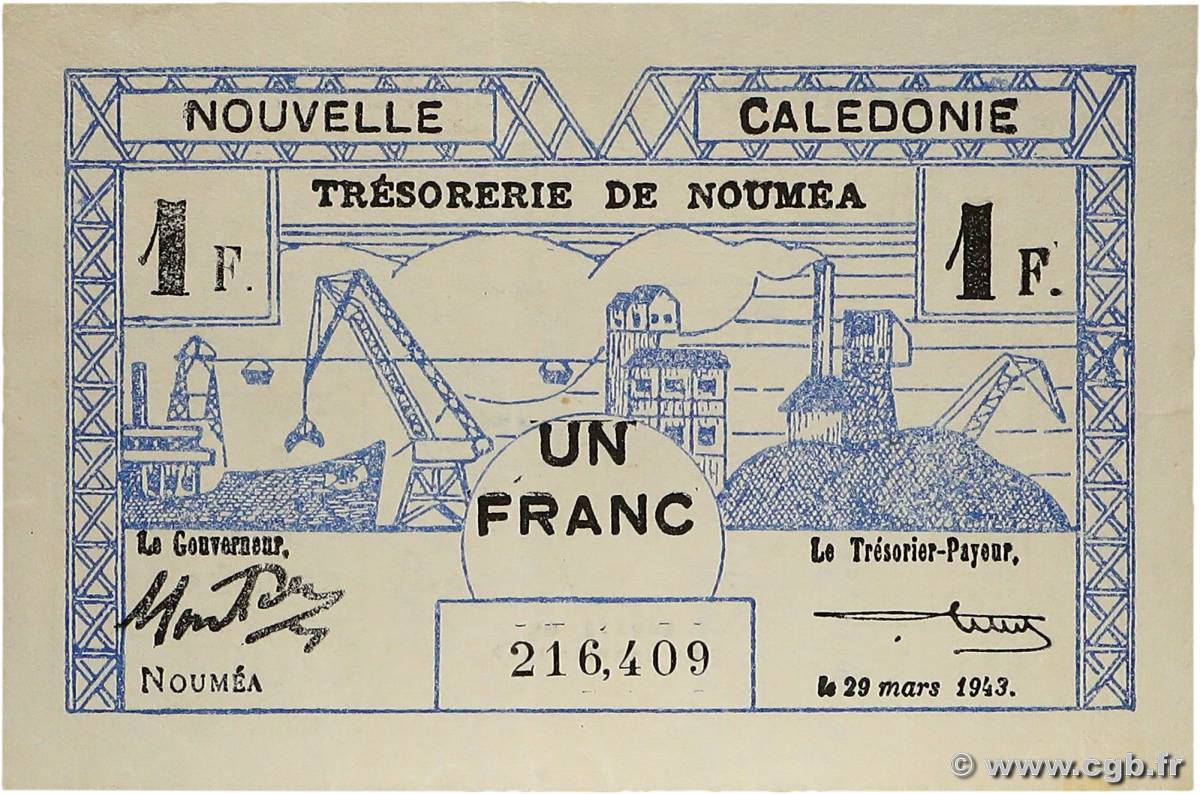 NOUVELLE CALEDONIE
TRÉSORERIE DE NOUMÉA
1 F. 1 F.
UN
FRANC
Le Gouverneur,
Le Trésorier-Payeur,
216,409
NOUMÉA
le 29 mars 1943.
© www.cgb.fr